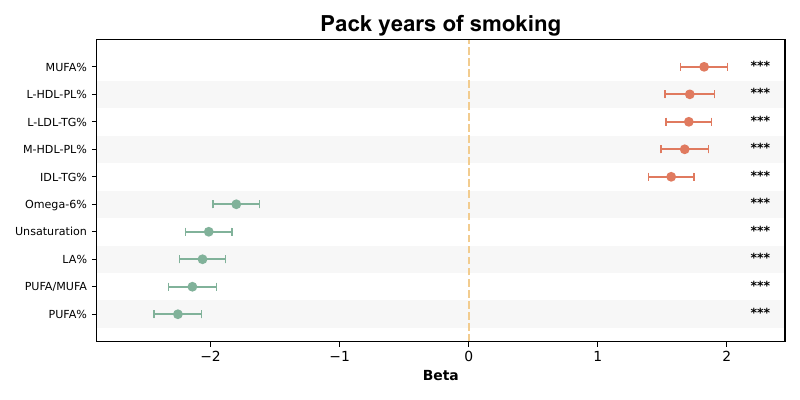 Pack years of smoking
MUFA% ***
L-HDL-PL% ***
L-LDL-TG% ***
M-HDL-PL% ***
IDL-TG% ***
Omega-6% ***
Unsaturation ***
LA% ***
PUFA/MUFA ***
PUFA% ***
−2 −1 0 1 2
Beta